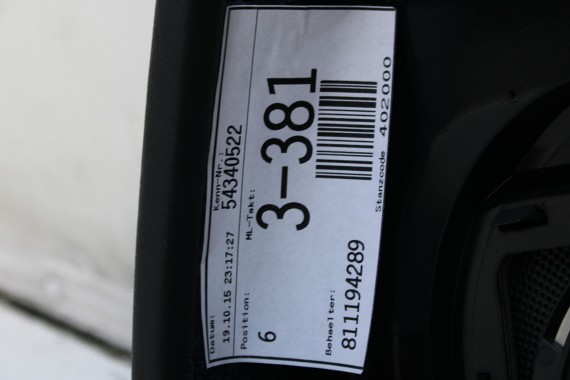 Datum: Kenn-Nr.:
19.10.15 23:17:27 54340522
Position: ML-Takt:
6 3-381
Behaelter: Stanzcode 402000
811194289